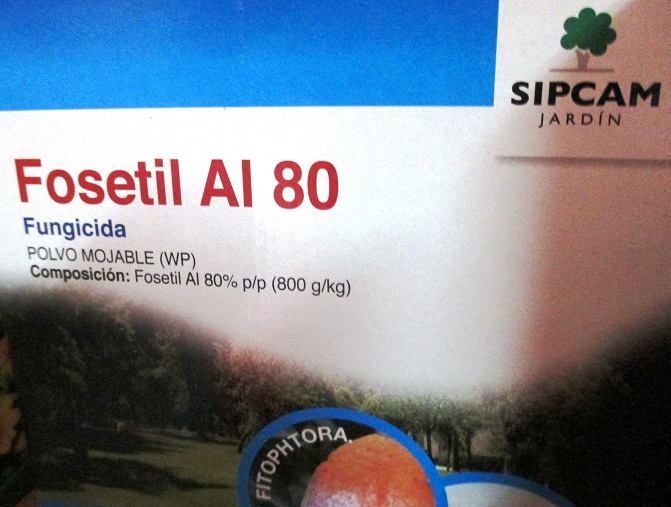 SIPCAM
JARDÍN
Fosetil Al 80
Fungicida
POLVO MOJABLE (WP)
Composición: Fosetil Al 80% p/p (800 g/kg)
FITOPHTORA.